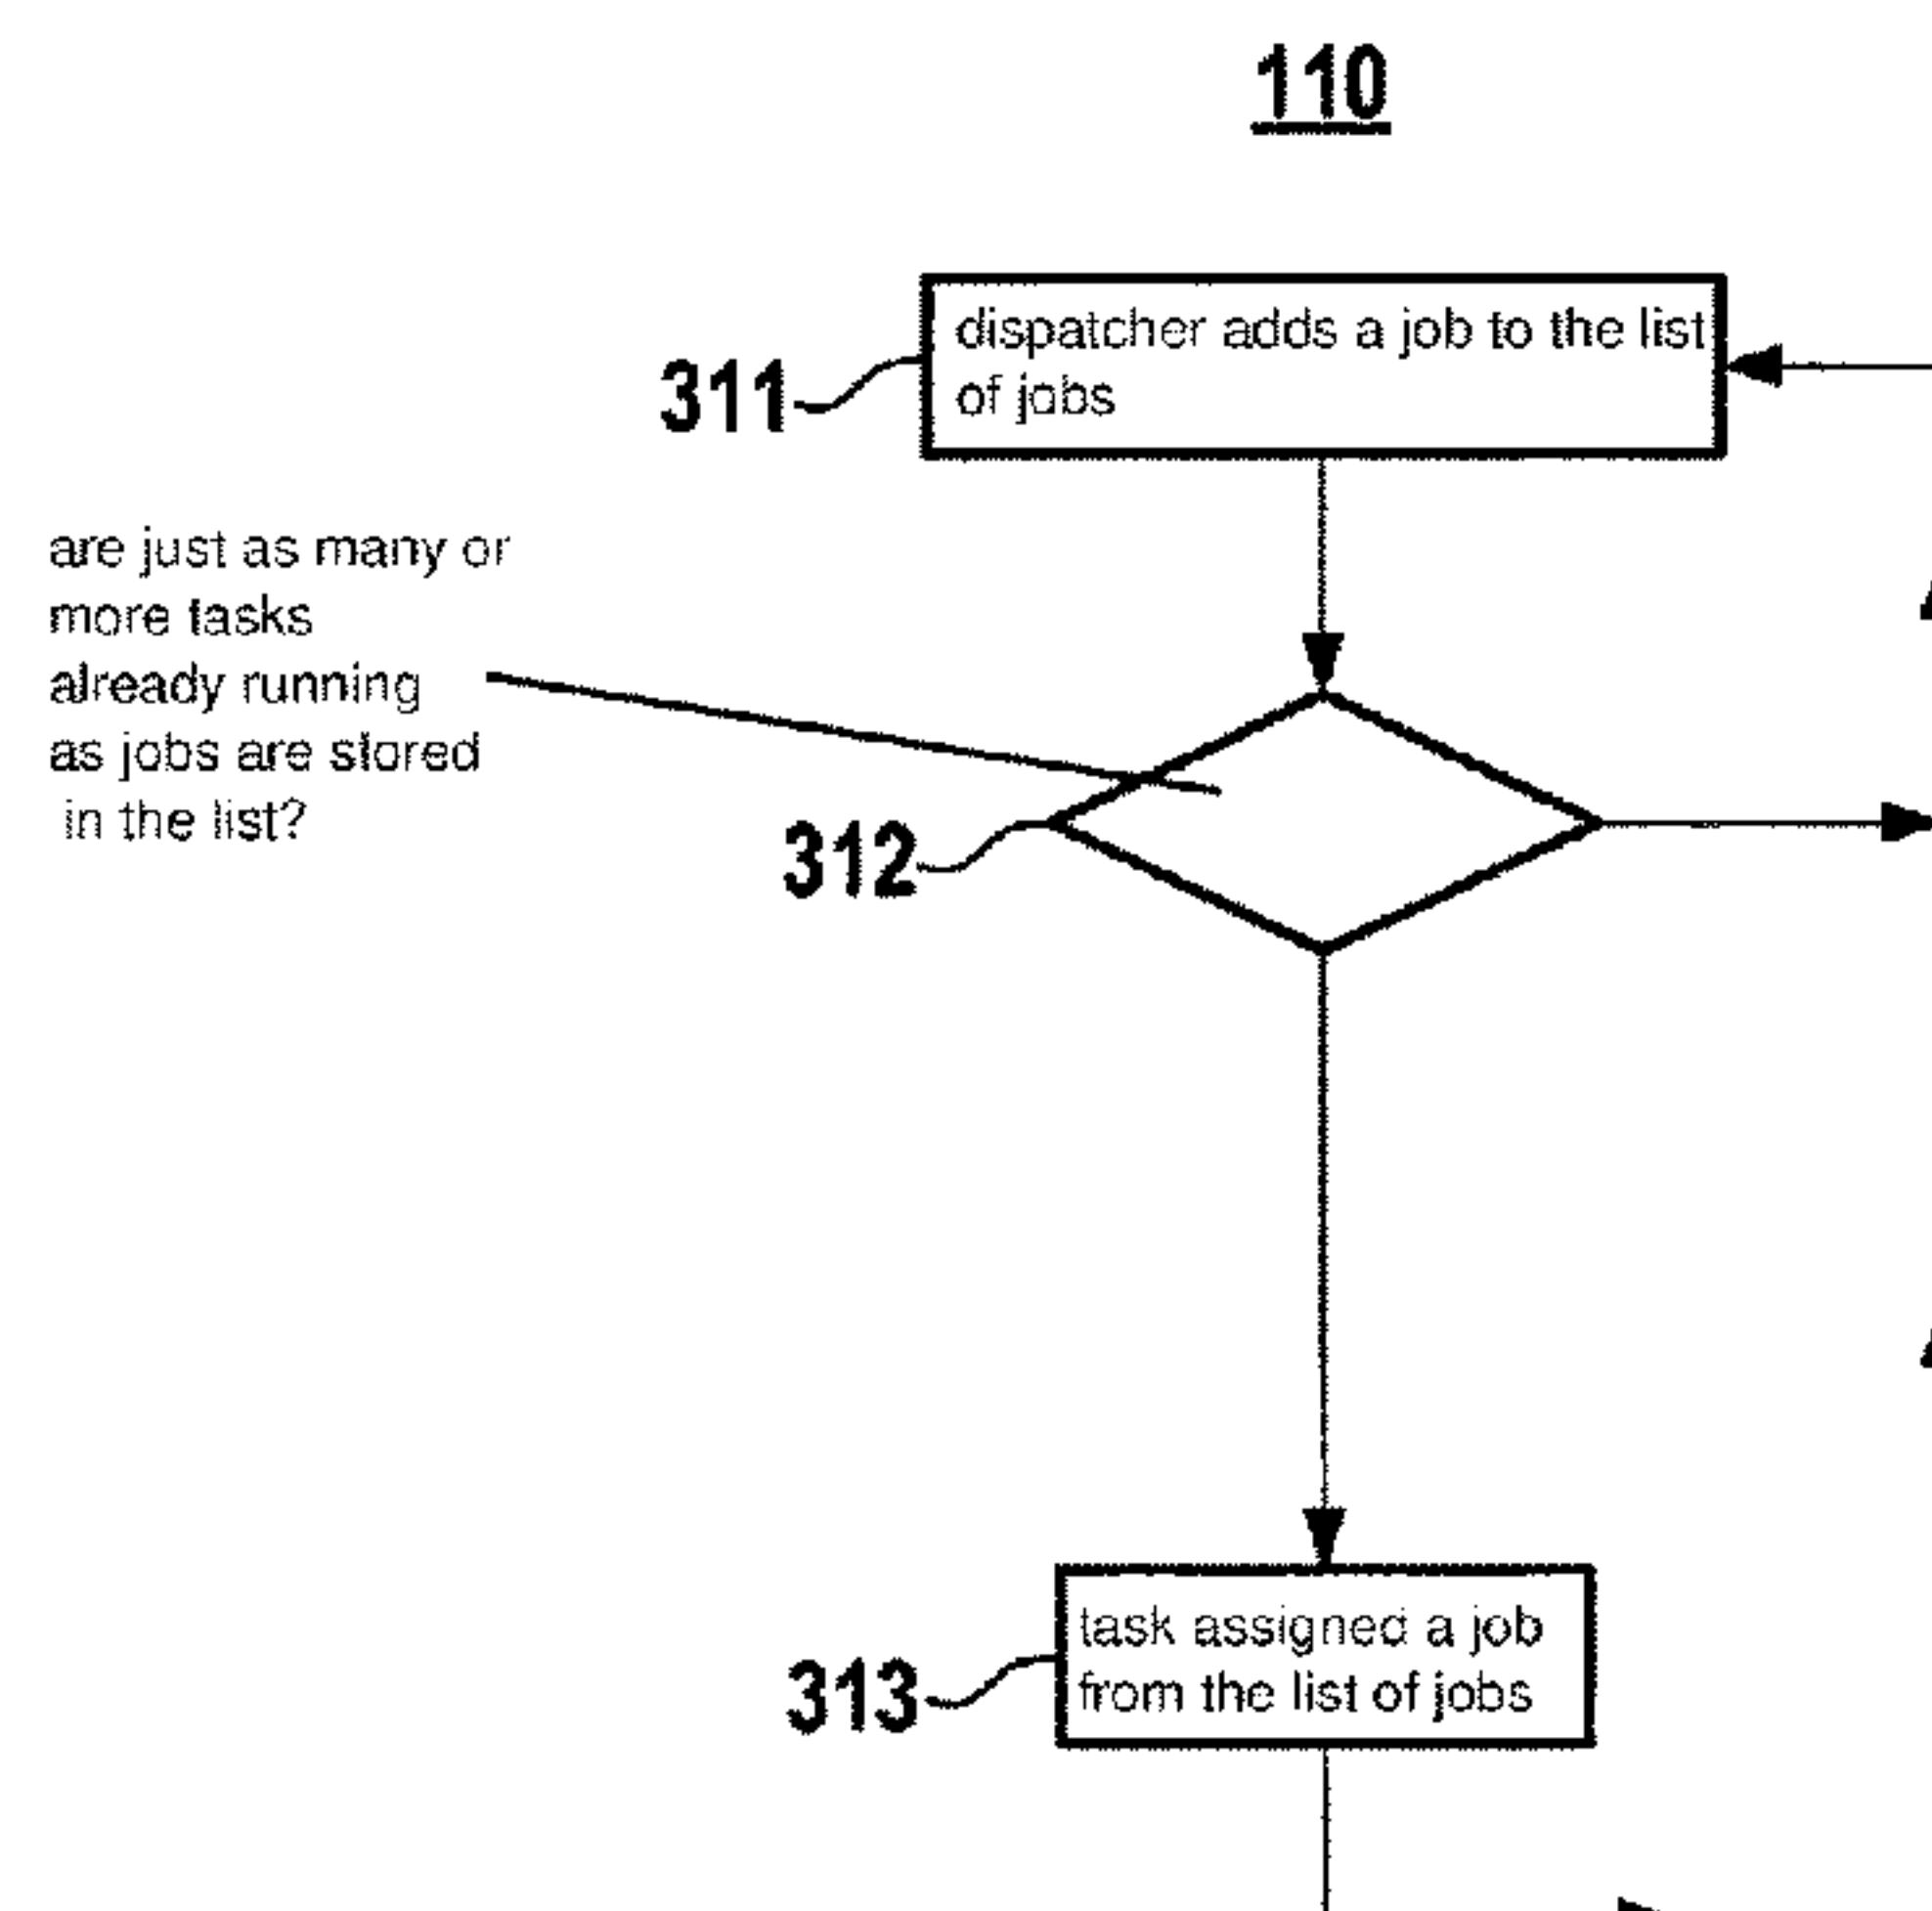 110
dispatcher adds a job to the list
of jobs
311
are just as many or
more tasks
already running
as jobs are stored
in the list?
312
task assigned a job
from the list of jobs
313